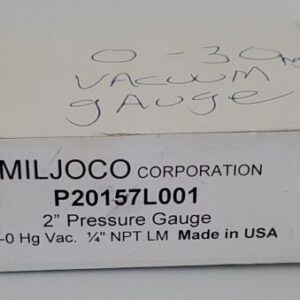 0 - 30
VACUUM
gAuge
MILJOCO CORPORATION
P20157L001
2" Pressure Gauge
-0 Hg Vac. ¼" NPT LM Made in USA